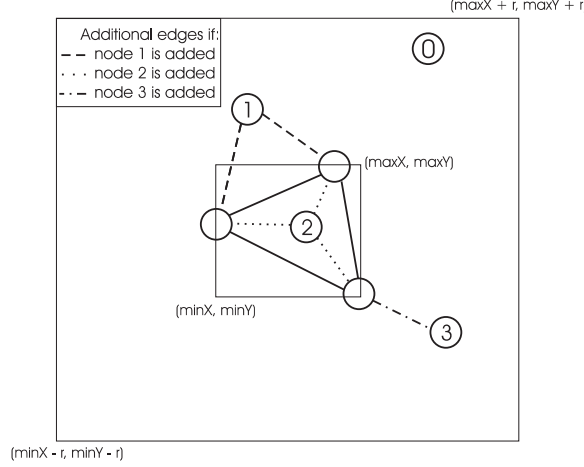 (maxX + r, maxY + r
Additional edges if:
node 1 is added
node 2 is added
node 3 is added
0
1
(maxX, maxY)
2
(minX, minY)
3
(minX - r, minY - r)